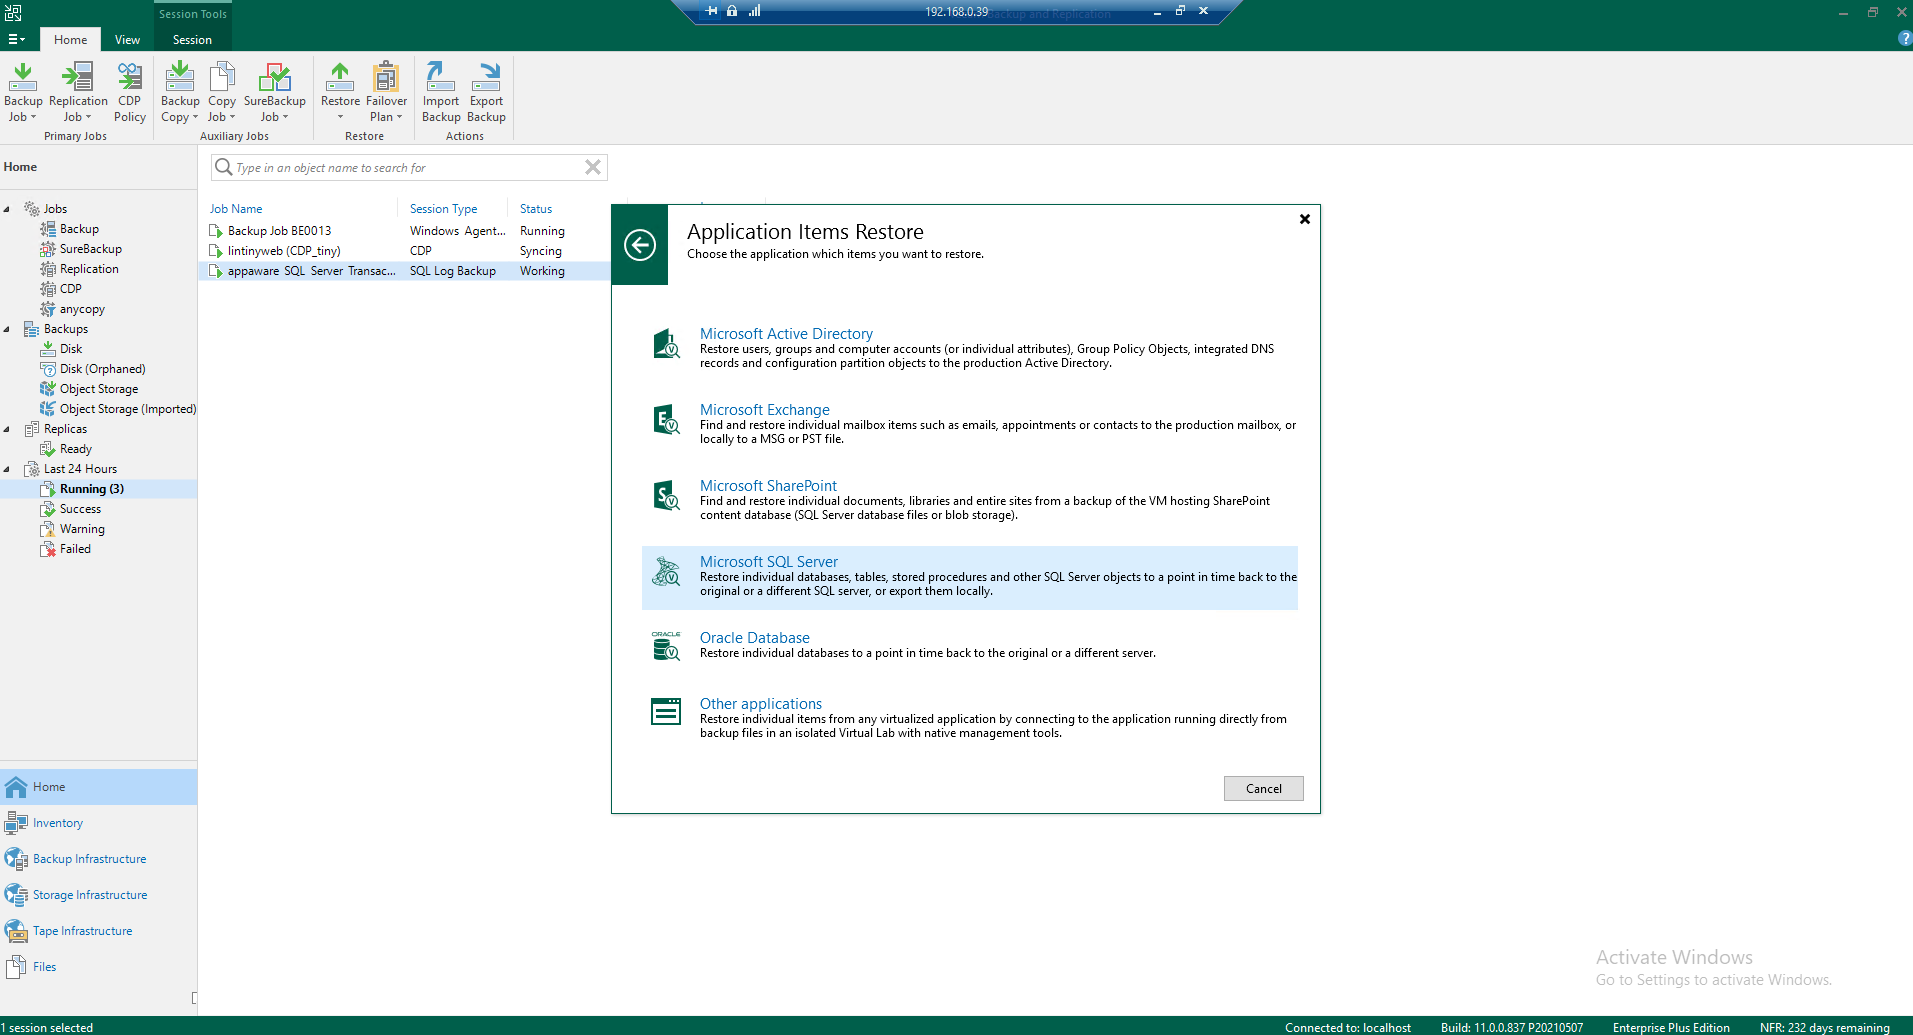 Session Tools
192.168.0.39
Backup and Replication
Home
View
Session
?
Backup Job
Replication Job
CDP Policy
Backup Copy
Copy Job
SureBackup Job
Restore
Failover Plan
Import Backup
Export Backup
Primary Jobs
Auxiliary Jobs
Restore
Actions
Home
Type in an object name to search for
Jobs
Backup
SureBackup
Replication
CDP
anycopy
Backups
Disk
Disk (Orphaned)
Object Storage
Object Storage (Imported)
Replicas
Ready
Last 24 Hours
Running (3)
Success
Warning
Failed
Job Name Session Type Status
Backup Job BE0013 Windows Agent... Running
lintinyweb (CDP_tiny) CDP Syncing
appaware SQL Server Transac... SQL Log Backup Working
Application Items Restore
Choose the application which items you want to restore.
Microsoft Active Directory
Restore users, groups and computer accounts (or individual attributes), Group Policy Objects, integrated DNS
records and configuration partition objects to the production Active Directory.
Microsoft Exchange
Find and restore individual mailbox items such as emails, appointments or contacts to the production mailbox, or
locally to a MSG or PST file.
Microsoft SharePoint
Find and restore individual documents, libraries and entire sites from a backup of the VM hosting SharePoint
content database (SQL Server database files or blob storage).
Microsoft SQL Server
Restore individual databases, tables, stored procedures and other SQL Server objects to a point in time back to the
original or a different SQL server, or export them locally.
ORACLE
Oracle Database
Restore individual databases to a point in time back to the original or a different server.
Other applications
Restore individual items from any virtualized application by connecting to the application running directly from
backup files in an isolated Virtual Lab with native management tools.
Cancel
Home
Inventory
Backup Infrastructure
Storage Infrastructure
Tape Infrastructure
Files
Activate Windows
Go to Settings to activate Windows.
1 session selected
Connected to: localhost
Build: 11.0.0.837 P20210507
Enterprise Plus Edition
NFR: 232 days remaining